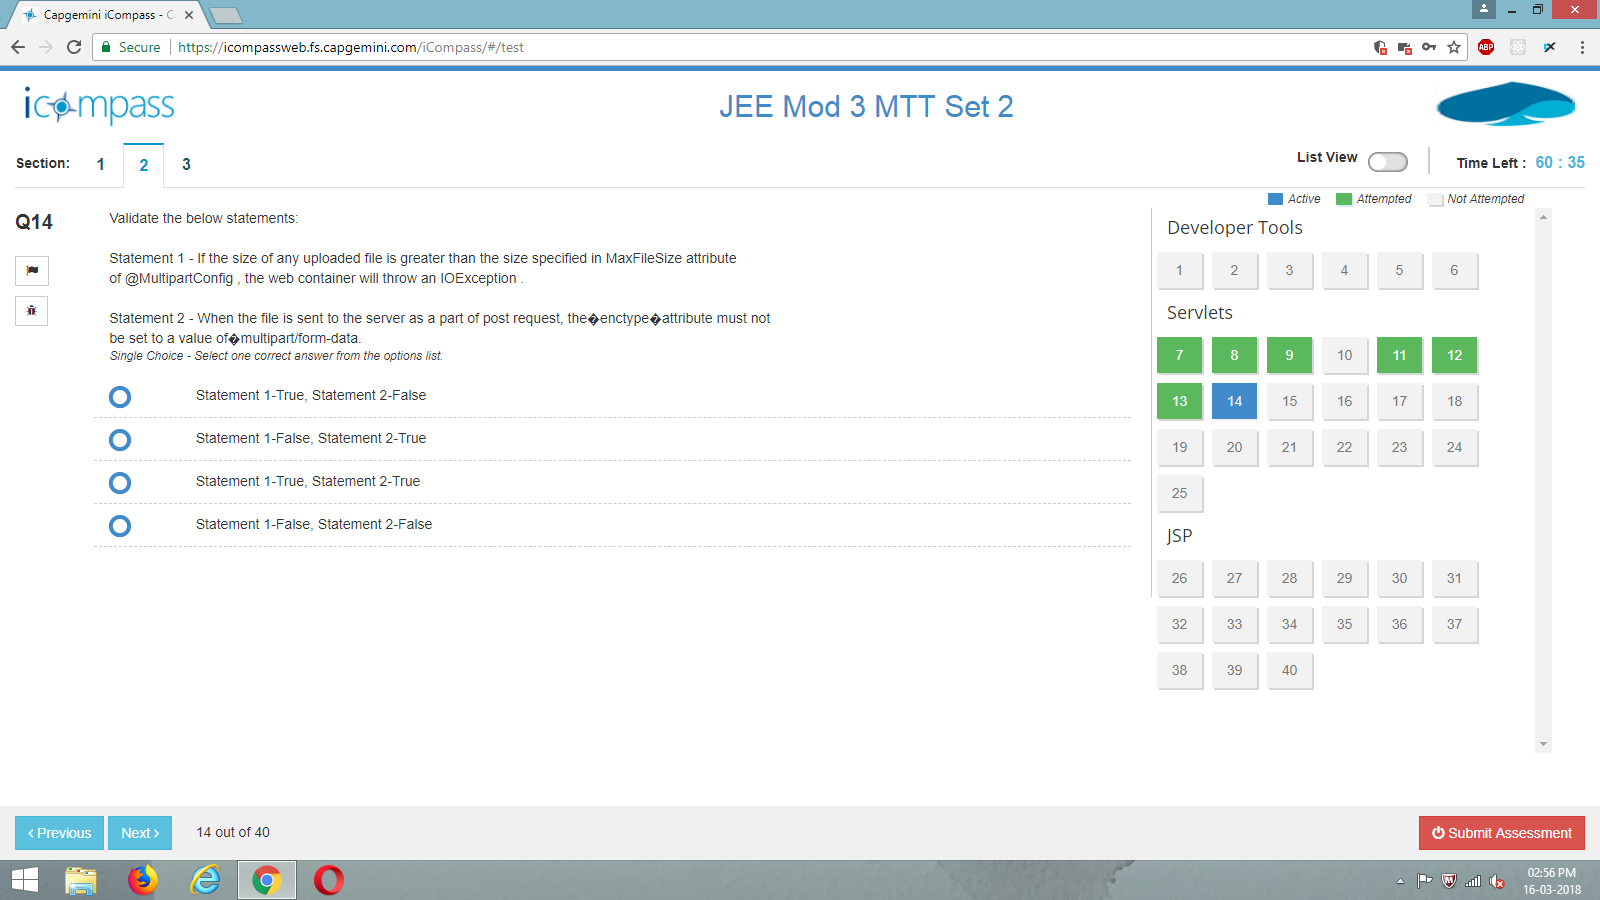 Capgemini iCompass - C
Secure
https://icompassweb.fs.capgemini.com/iCompass/#/test
ABP
icompass
JEE Mod 3 MTT Set 2
Section:
1
2
3
List View
Time Left :
60 : 35
Active
Attempted
Not Attempted
Q14
Validate the below statements:
Statement 1 - If the size of any uploaded file is greater than the size specified in MaxFileSize attribute
of @MultipartConfig , the web container will throw an IOException .
Statement 2 - When the file is sent to the server as a part of post request, the�enctype�attribute must not
be set to a value of�multipart/form-data.
Single Choice - Select one correct answer from the options list.
Statement 1-True, Statement 2-False
Statement 1-False, Statement 2-True
Statement 1-True, Statement 2-True
Statement 1-False, Statement 2-False
Developer Tools
1 2 3 4 5 6
Servlets
7 8 9 10 11 12
13 14 15 16 17 18
19 20 21 22 23 24
25
JSP
26 27 28 29 30 31
32 33 34 35 36 37
38 39 40
‹ Previous
Next ›
14 out of 40
Submit Assessment
02:56 PM
16-03-2018